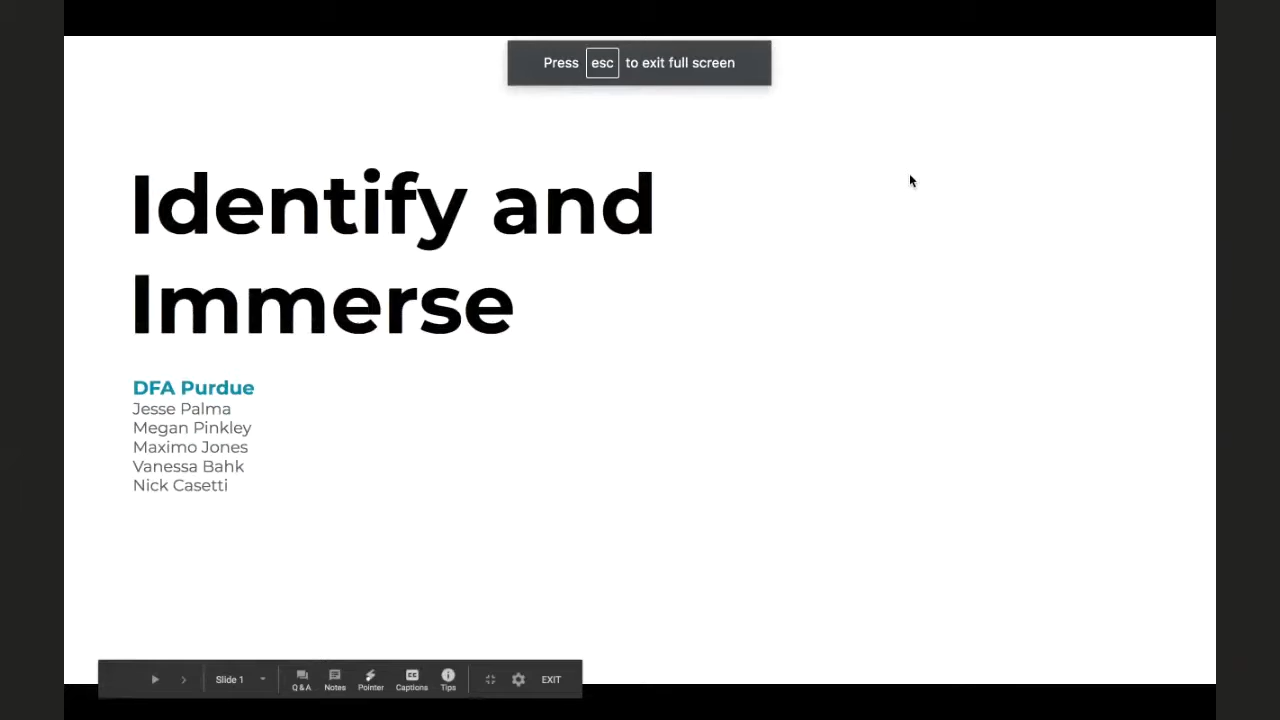 Press esc to exit full screen
Identify and
Immerse
DFA Purdue
Jesse Palma
Megan Pinkley
Maximo Jones
Vanessa Bahk
Nick Casetti
Slide 1
Q & A
Notes
Pointer
Captions
Tips
EXIT